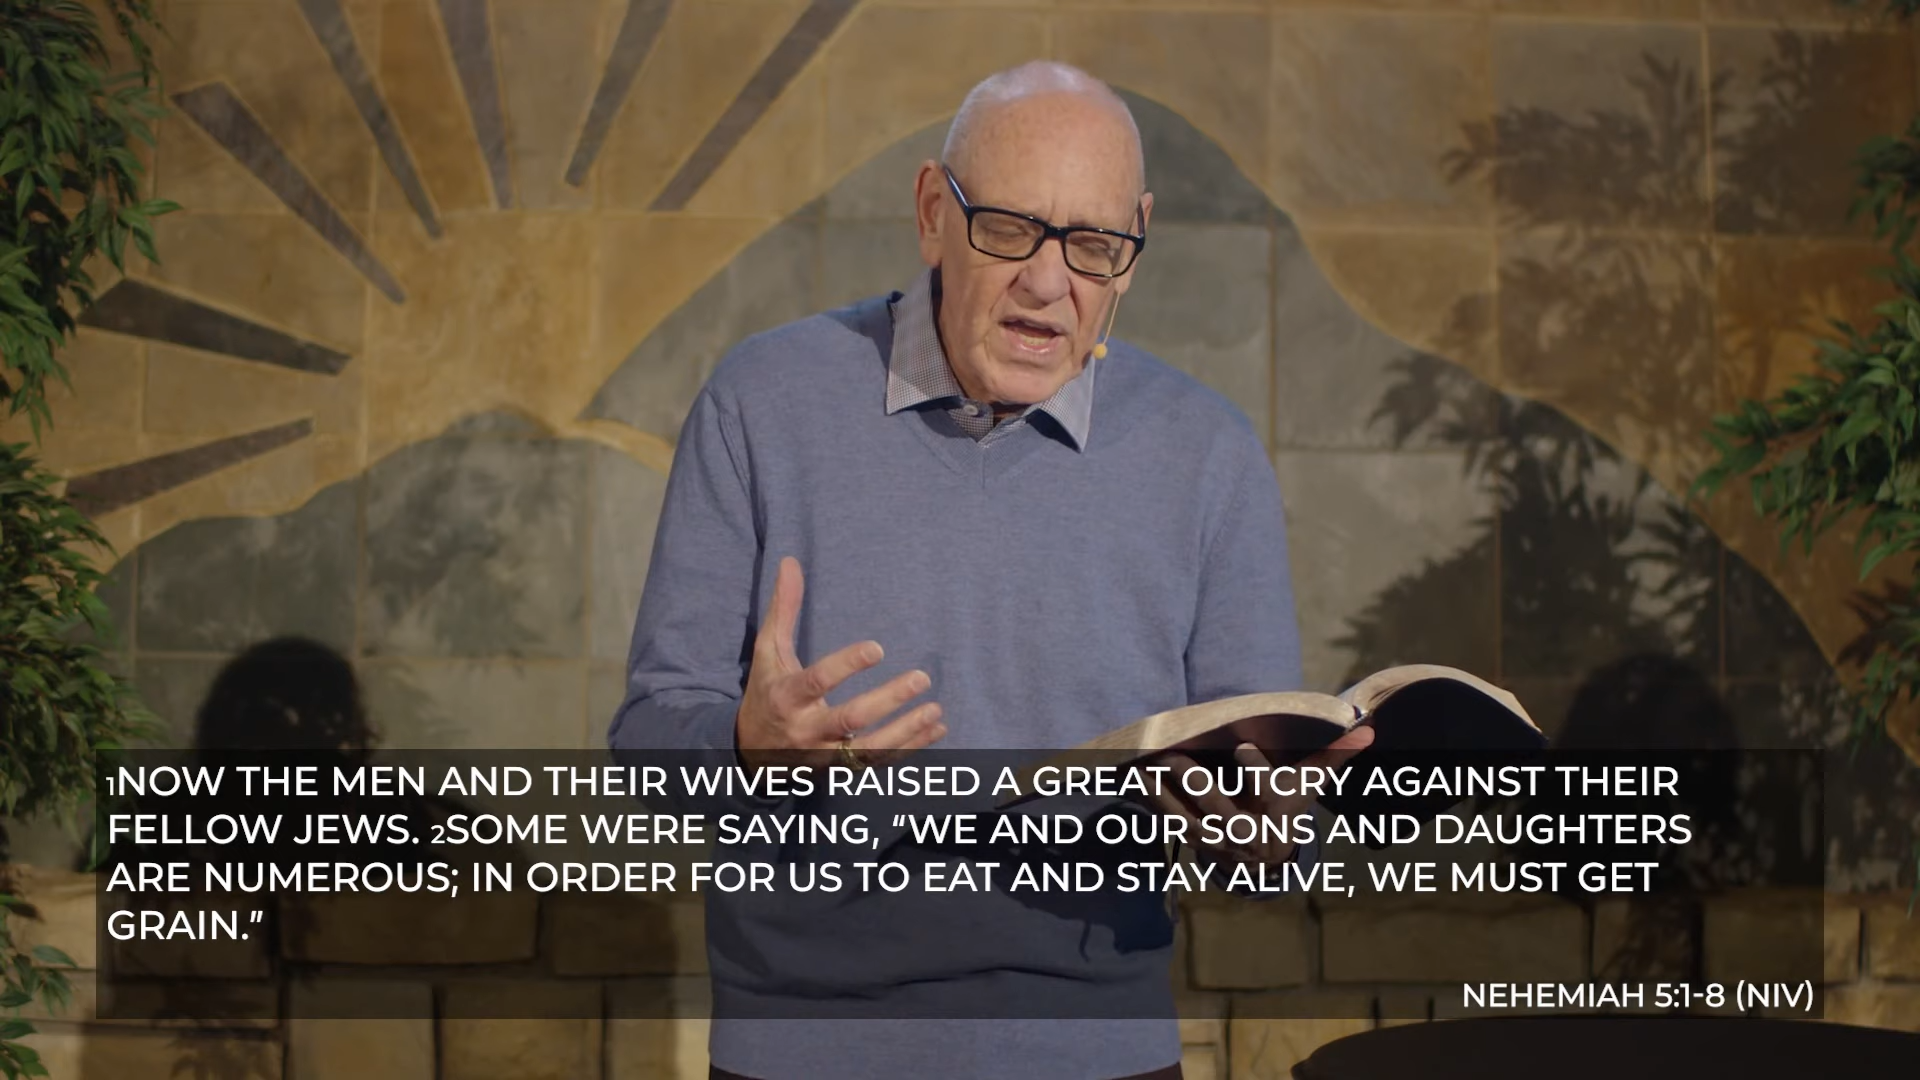 1NOW THE MEN AND THEIR WIVES RAISED A GREAT OUTCRY AGAINST THEIR
FELLOW JEWS. 2SOME WERE SAYING, “WE AND OUR SONS AND DAUGHTERS
ARE NUMEROUS; IN ORDER FOR US TO EAT AND STAY ALIVE, WE MUST GET
GRAIN.”
NEHEMIAH 5:1-8 (NIV)